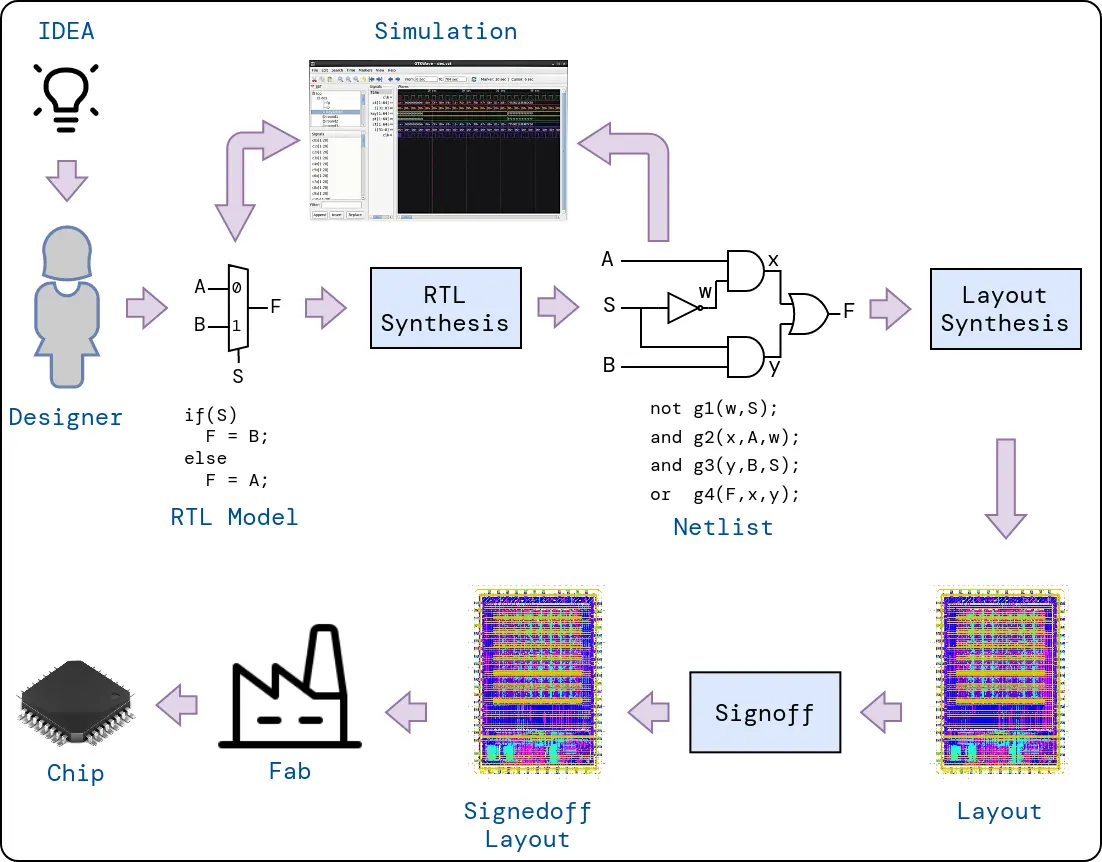 IDEA
Simulation
A
0
F
B
1
S
if(S)
F = B;
else
F = A;
RTL Model
Designer
RTL
Synthesis
A
x
w
S
F
B
y
not g1(w,S);
and g2(x,A,w);
and g3(y,B,S);
or g4(F,x,y);
Netlist
Layout
Synthesis
Chip
Fab
Signedoff
Layout
Signoff
Layout